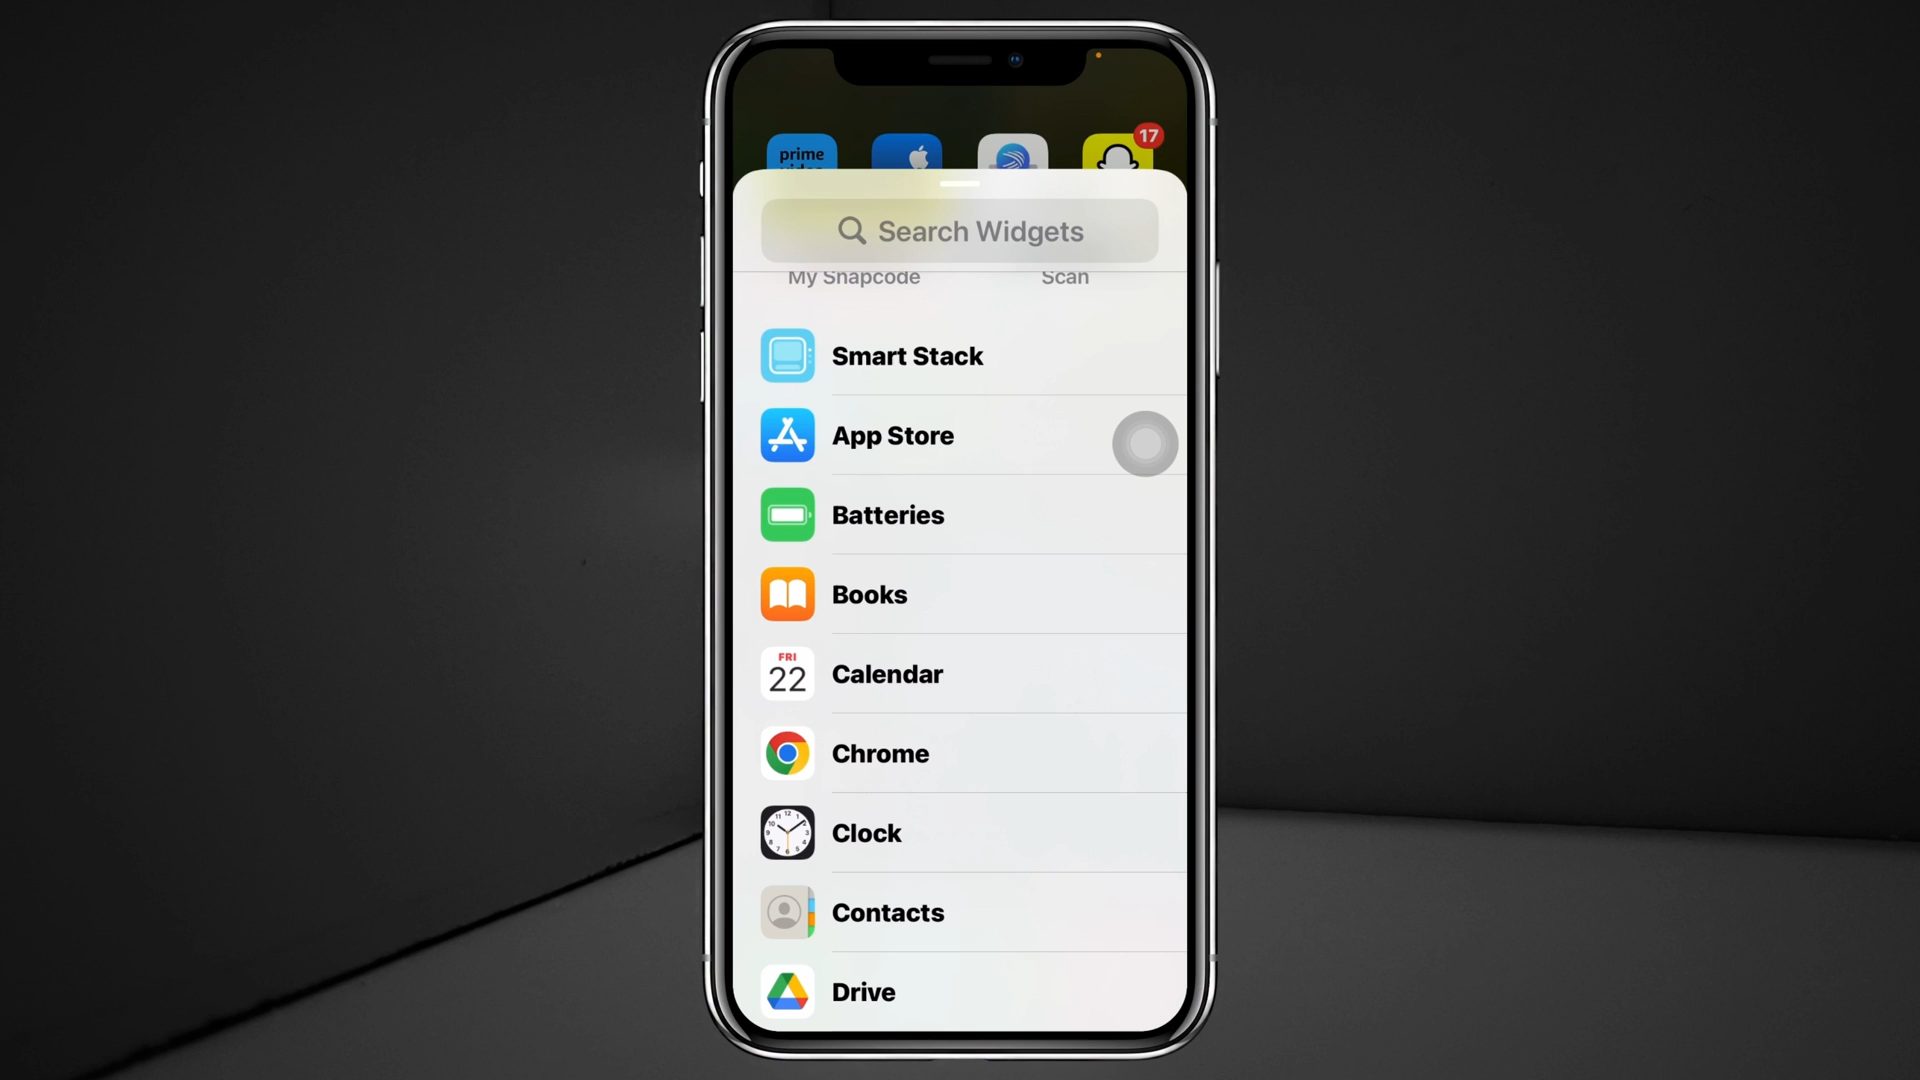 prime
17
Search Widgets
My Snapcode Scan
Smart Stack
App Store
Batteries
Books
FRI
22
Calendar
Chrome
Clock
Contacts
Drive